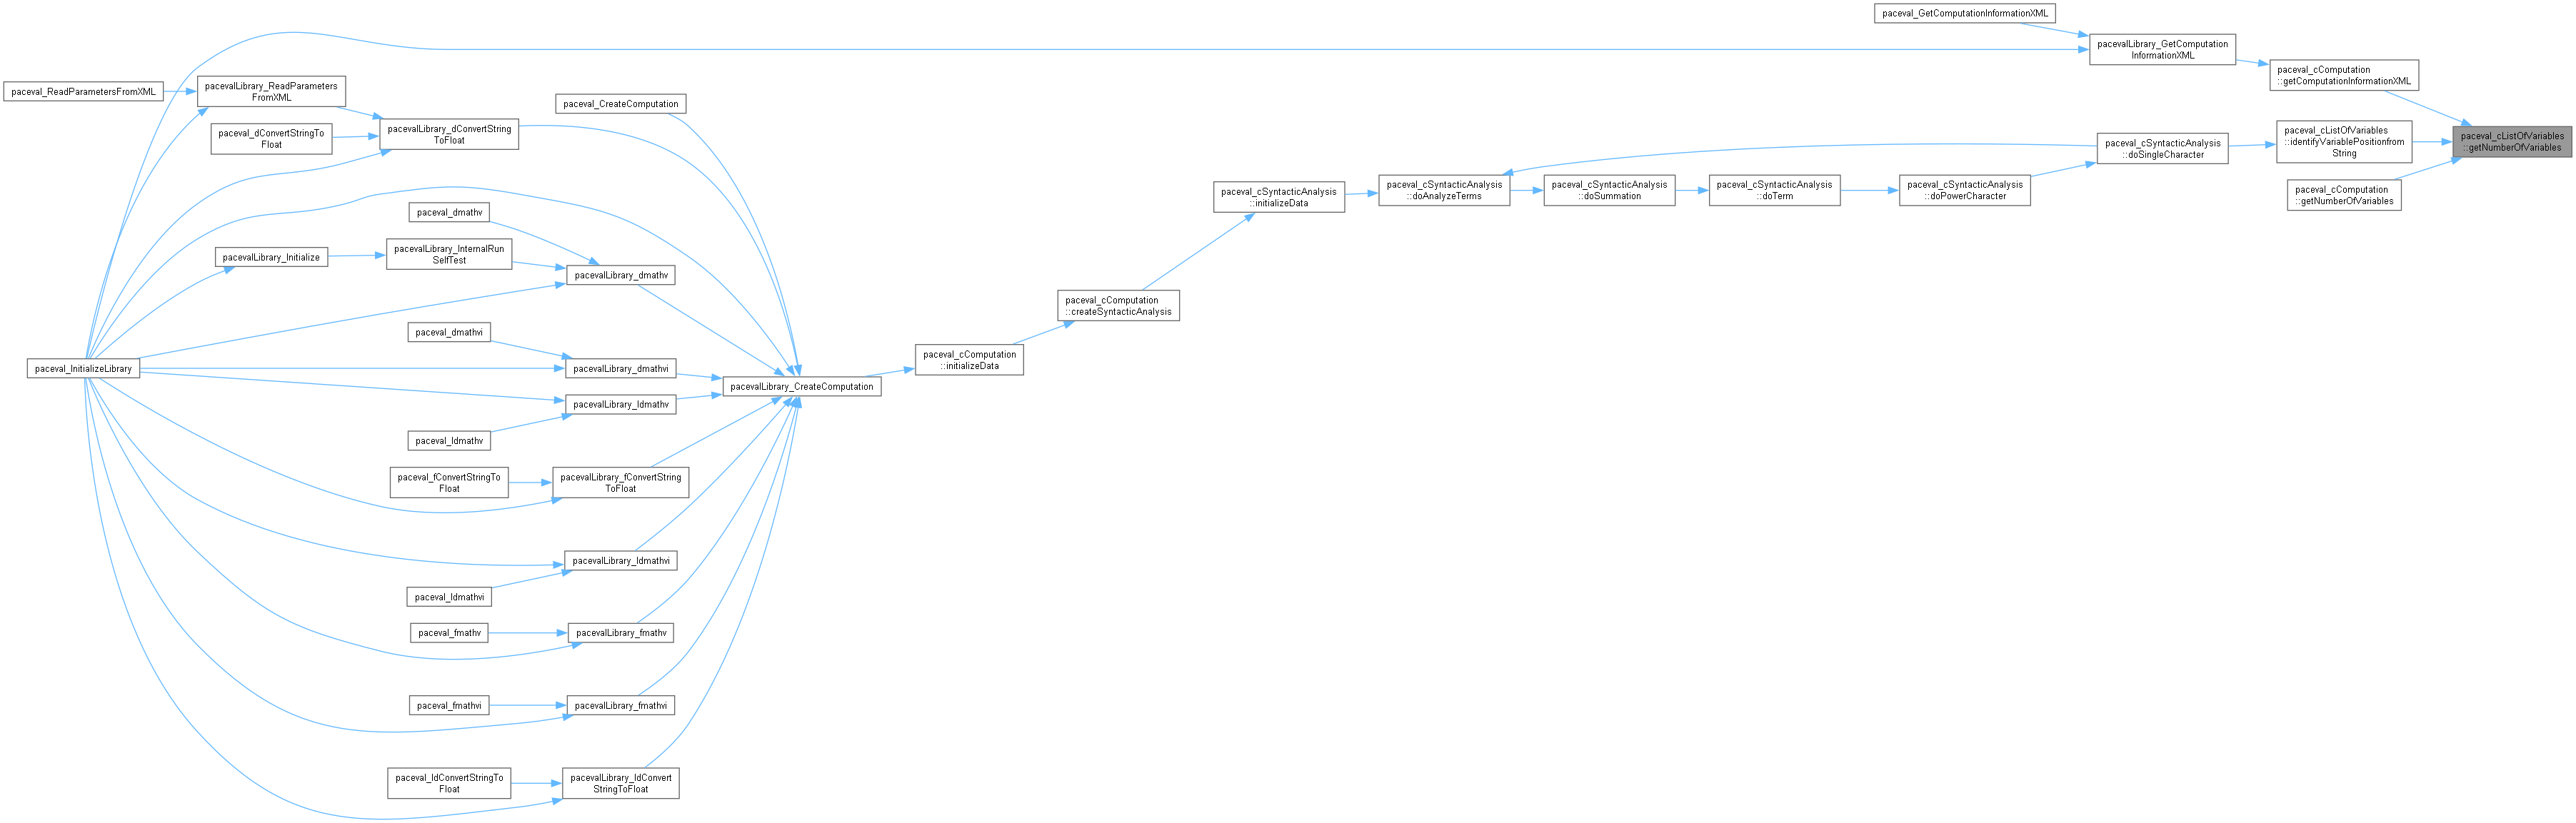 paceval_GetComputationInformationXML
pacevalLibrary_GetComputation
InformationXML
paceval_cComputation
::getComputationInformationXML
paceval_ReadParametersFromXML
pacevalLibrary_ReadParameters
FromXML
paceval_CreateComputation
paceval_dConvertStringTo
Float
pacevalLibrary_dConvertString
ToFloat
paceval_cSyntacticAnalysis
::doSingleCharacter
paceval_cListOfVariables
::identifyVariablePositionfrom
String
paceval_cListOfVariables
::getNumberOfVariables
paceval_cSyntacticAnalysis
::initializeData
paceval_cSyntacticAnalysis
::doAnalyzeTerms
paceval_cSyntacticAnalysis
::doSummation
paceval_cSyntacticAnalysis
::doTerm
paceval_cSyntacticAnalysis
::doPowerCharacter
paceval_cComputation
::getNumberOfVariables
paceval_dmathv
pacevalLibrary_Initialize
pacevalLibrary_InternalRun
SelfTest
pacevalLibrary_dmathv
paceval_cComputation
::createSyntacticAnalysis
paceval_dmathvi
paceval_InitializeLibrary
pacevalLibrary_dmathvi
paceval_cComputation
::initializeData
pacevalLibrary_CreateComputation
pacevalLibrary_ldmathv
paceval_ldmathv
paceval_fConvertStringTo
Float
pacevalLibrary_fConvertString
ToFloat
pacevalLibrary_ldmathvi
paceval_ldmathvi
paceval_fmathv
pacevalLibrary_fmathv
paceval_fmathvi
pacevalLibrary_fmathvi
paceval_ldConvertStringTo
Float
pacevalLibrary_ldConvert
StringToFloat